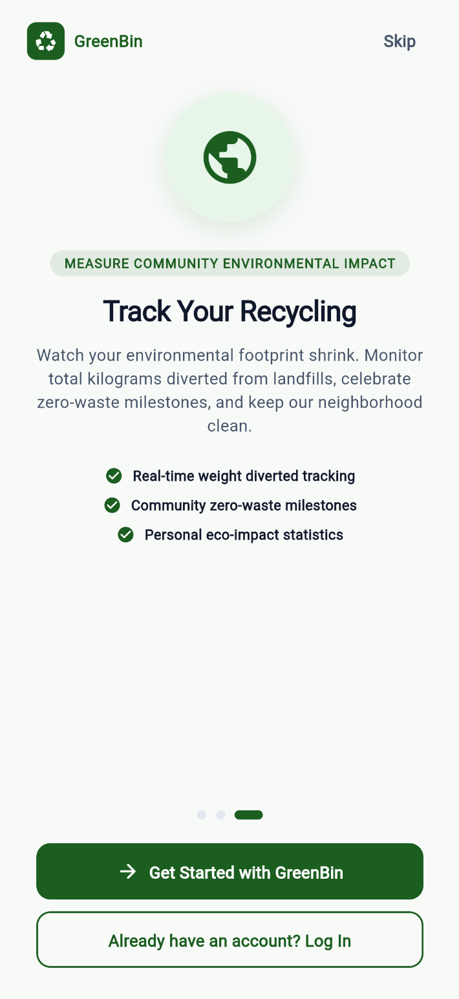 GreenBin
Skip
MEASURE COMMUNITY ENVIRONMENTAL IMPACT
Track Your Recycling
Watch your environmental footprint shrink. Monitor
total kilograms diverted from landfills, celebrate
zero-waste milestones, and keep our neighborhood
clean.
Real-time weight diverted tracking
Community zero-waste milestones
Personal eco-impact statistics
Get Started with GreenBin
Already have an account? Log In